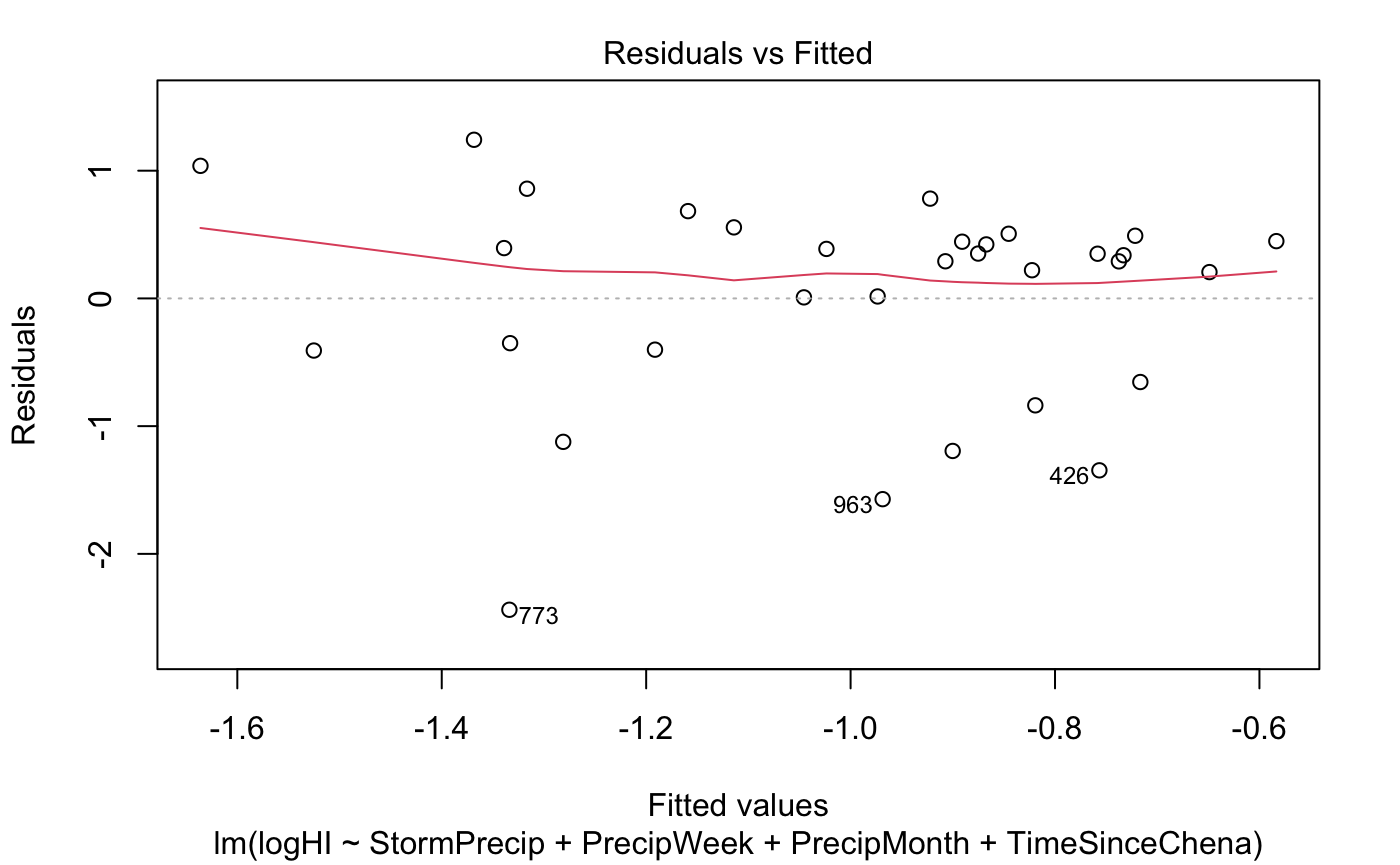 Residuals vs Fitted
Residuals
1
0
-1
-2
963
426
773
-1.6 -1.4 -1.2 -1.0 -0.8 -0.6
Fitted values
lm(logHI ~ StormPrecip + PrecipWeek + PrecipMonth + TimeSinceChena)